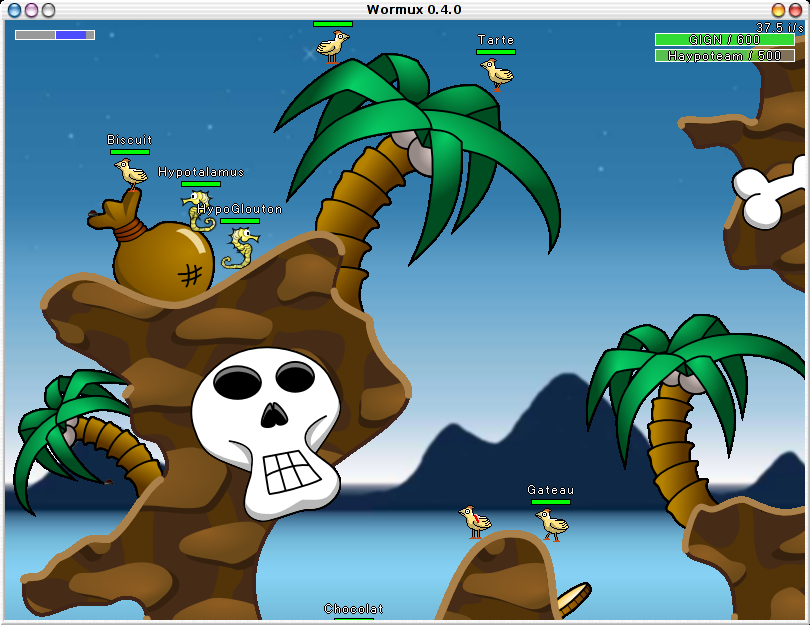 Wormux 0.4.0
37.5 i/s
GIGN / 600
Haypoteam / 500
Tarte
Biscuit
Hypotalamus
HypoGlouton
Gateau
Chocolat